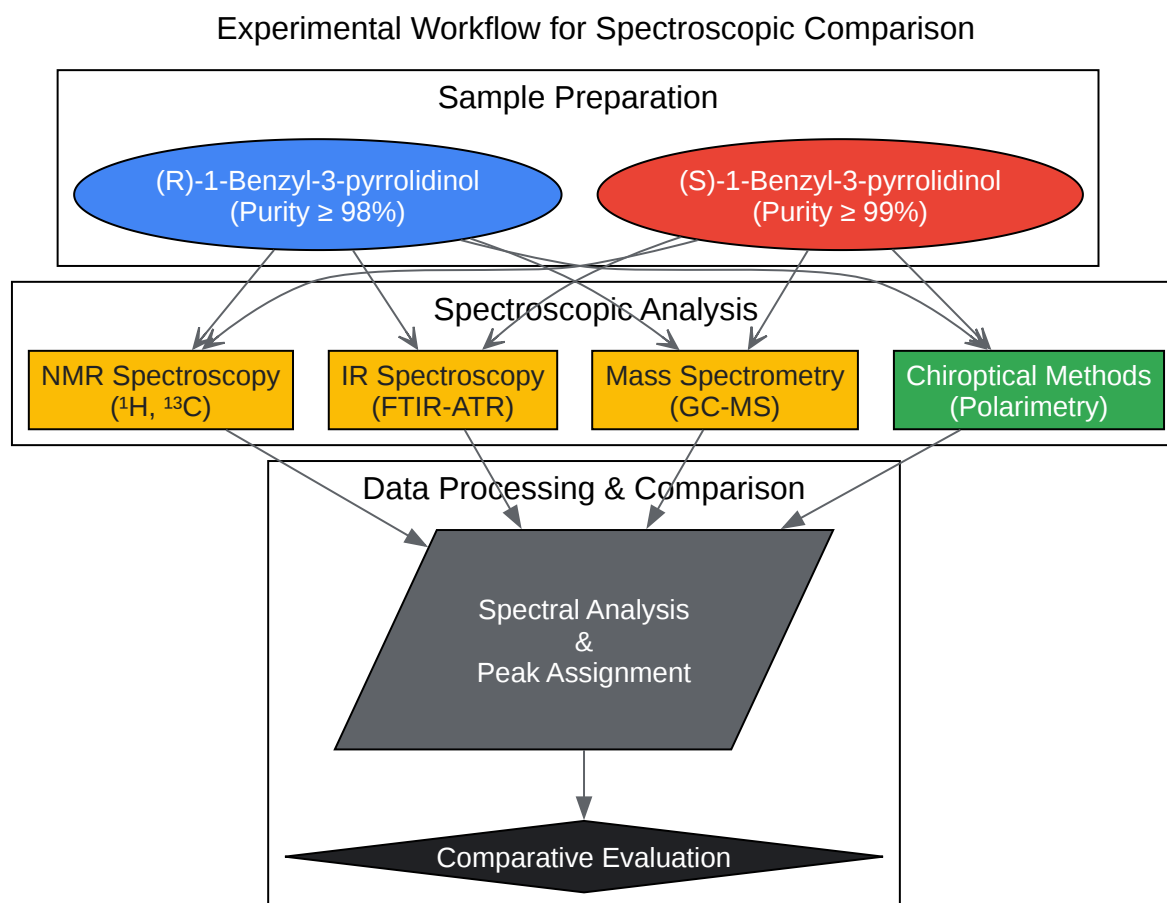 Experimental Workflow for Spectroscopic Comparison
Sample Preparation
(R)-1-Benzyl-3-pyrrolidinol
(Purity ≥ 98%)
(S)-1-Benzyl-3-pyrrolidinol
(Purity ≥ 99%)
Spectroscopic Analysis
NMR Spectroscopy
(¹H, ¹³C)
IR Spectroscopy
(FTIR-ATR)
Mass Spectrometry
(GC-MS)
Chiroptical Methods
(Polarimetry)
Data Processing & Comparison
Spectral Analysis
&
Peak Assignment
Comparative Evaluation